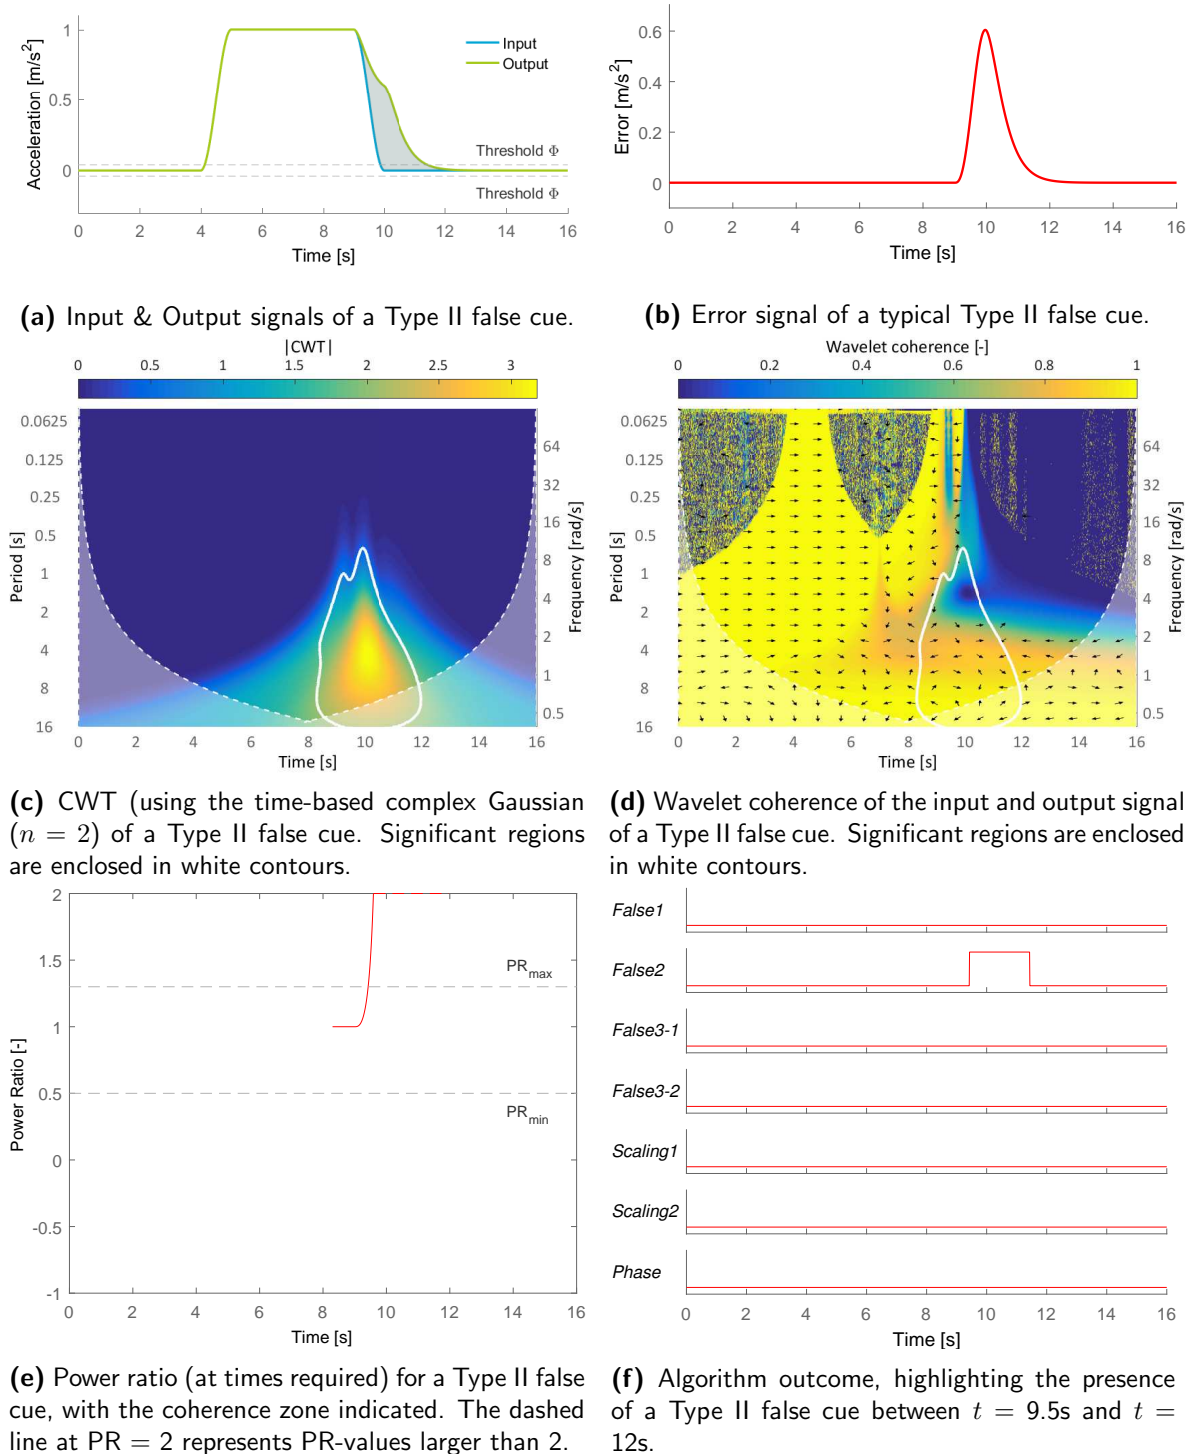 Acceleration [m/s²]
1
0.5
0
Input
Output
Threshold Φ
Threshold Φ
0 2 4 6 8 10 12 14 16
Time [s]
(a) Input & Output signals of a Type II false cue.
Error [m/s²]
0.6
0.4
0.2
0
0 2 4 6 8 10 12 14 16
Time [s]
(b) Error signal of a typical Type II false cue.
|CWT|
0 0.5 1 1.5 2 2.5 3
Period [s]
0.0625
0.125
0.25
0.5
1
2
4
8
16
64
32
16
8
4
2
1
0.5
Frequency [rad/s]
0 2 4 6 8 10 12 14 16
Time [s]
(c) CWT (using the time-based complex Gaussian
(n = 2) of a Type II false cue. Significant regions
are enclosed in white contours.
Wavelet coherence [-]
0 0.2 0.4 0.6 0.8 1
Period [s]
0.0625
0.125
0.25
0.5
1
2
4
8
16
64
32
16
8
4
2
1
0.5
Frequency [rad/s]
0 2 4 6 8 10 12 14 16
Time [s]
(d) Wavelet coherence of the input and output signal
of a Type II false cue. Significant regions are enclosed
in white contours.
Power Ratio [-]
2
1.5
1
0.5
0
-0.5
-1
PRmax
PRmin
0 2 4 6 8 10 12 14 16
Time [s]
(e) Power ratio (at times required) for a Type II false
cue, with the coherence zone indicated. The dashed
line at PR = 2 represents PR-values larger than 2.
False1
False2
False3-1
False3-2
Scaling1
Scaling2
Phase
0 2 4 6 8 10 12 14 16
Time [s]
(f) Algorithm outcome, highlighting the presence
of a Type II false cue between t = 9.5s and t =
12s.